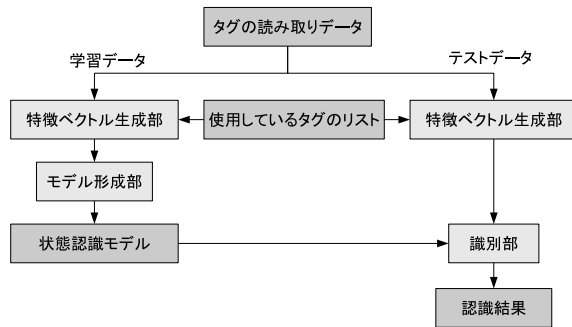 タグの読み取りデータ
学習データ
テストデータ
特徴ベクトル生成部
使用しているタグのリスト
特徴ベクトル生成部
モデル形成部
状態認識モデル
識別部
認識結果